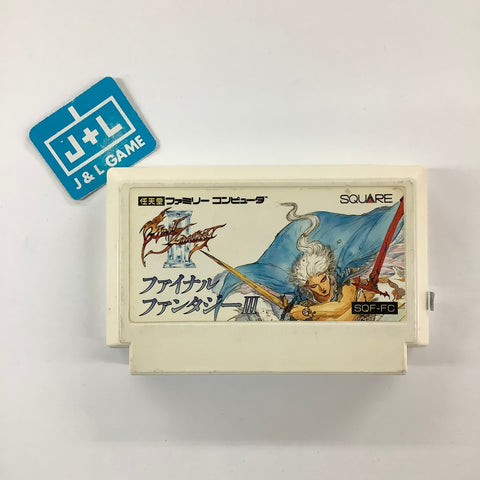 J+L
J & L GAME
任天堂 ファミリー コンピュータ
SQUARE
Final Fantasy
III
ファイナル
ファンタジーIII
SQF-FC